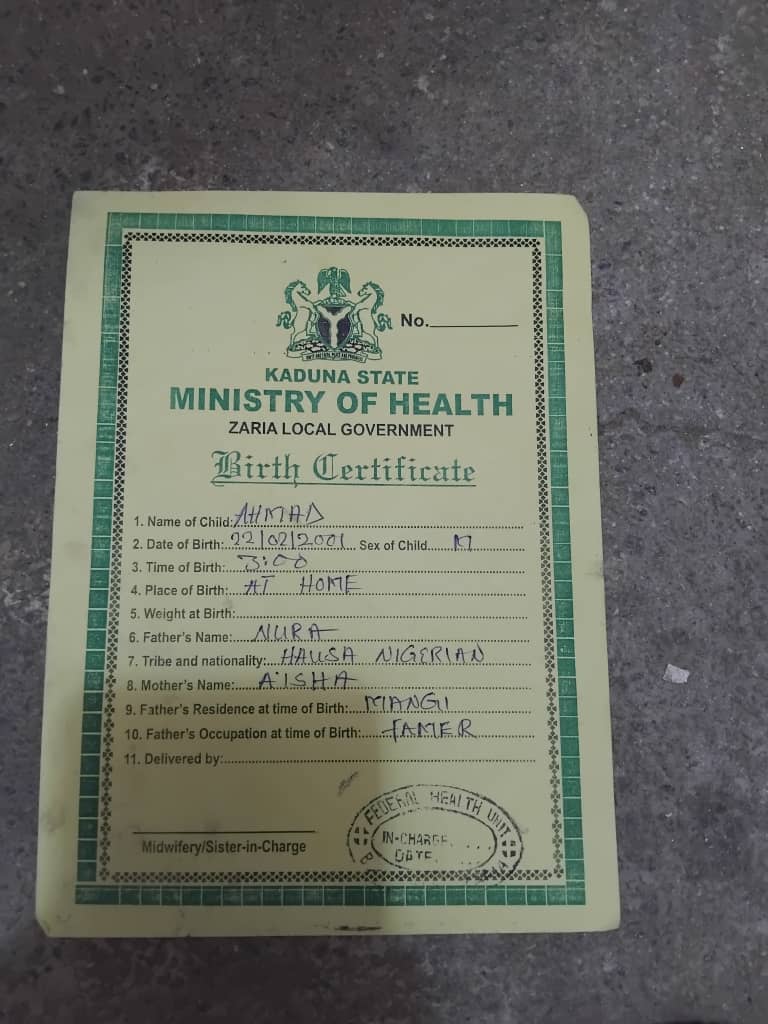 No.
KADUNA STATE
MINISTRY OF HEALTH
ZARIA LOCAL GOVERNMENT
Birth Certificate
1. Name of Child: AHMAD
2. Date of Birth: 22/02/2001 Sex of Child M
3. Time of Birth: 3:00
4. Place of Birth: AT HOME
5. Weight at Birth:
6. Father's Name: NURA
7. Tribe and nationality: HAUSA NIGERIAN
8. Mother's Name: A'ISHA
9. Father's Residence at time of Birth: MANGI
10. Father's Occupation at time of Birth: FAMER
11. Delivered by:
Midwifery/Sister-in-Charge
FEDERAL HEALTH UNIT
IN-CHARGE
DATE